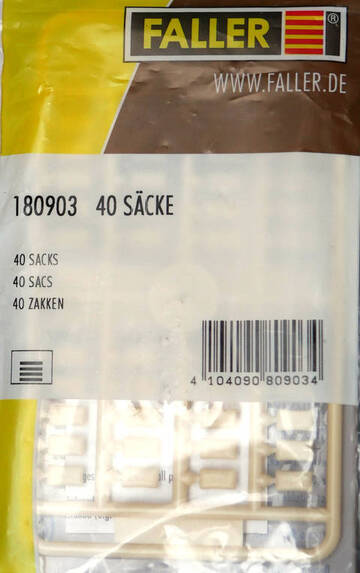 FALLER ®
WWW.FALLER.DE
180903 40 SÄCKE
40 SACKS
40 SACS
40 ZAKKEN
4 104090 809034